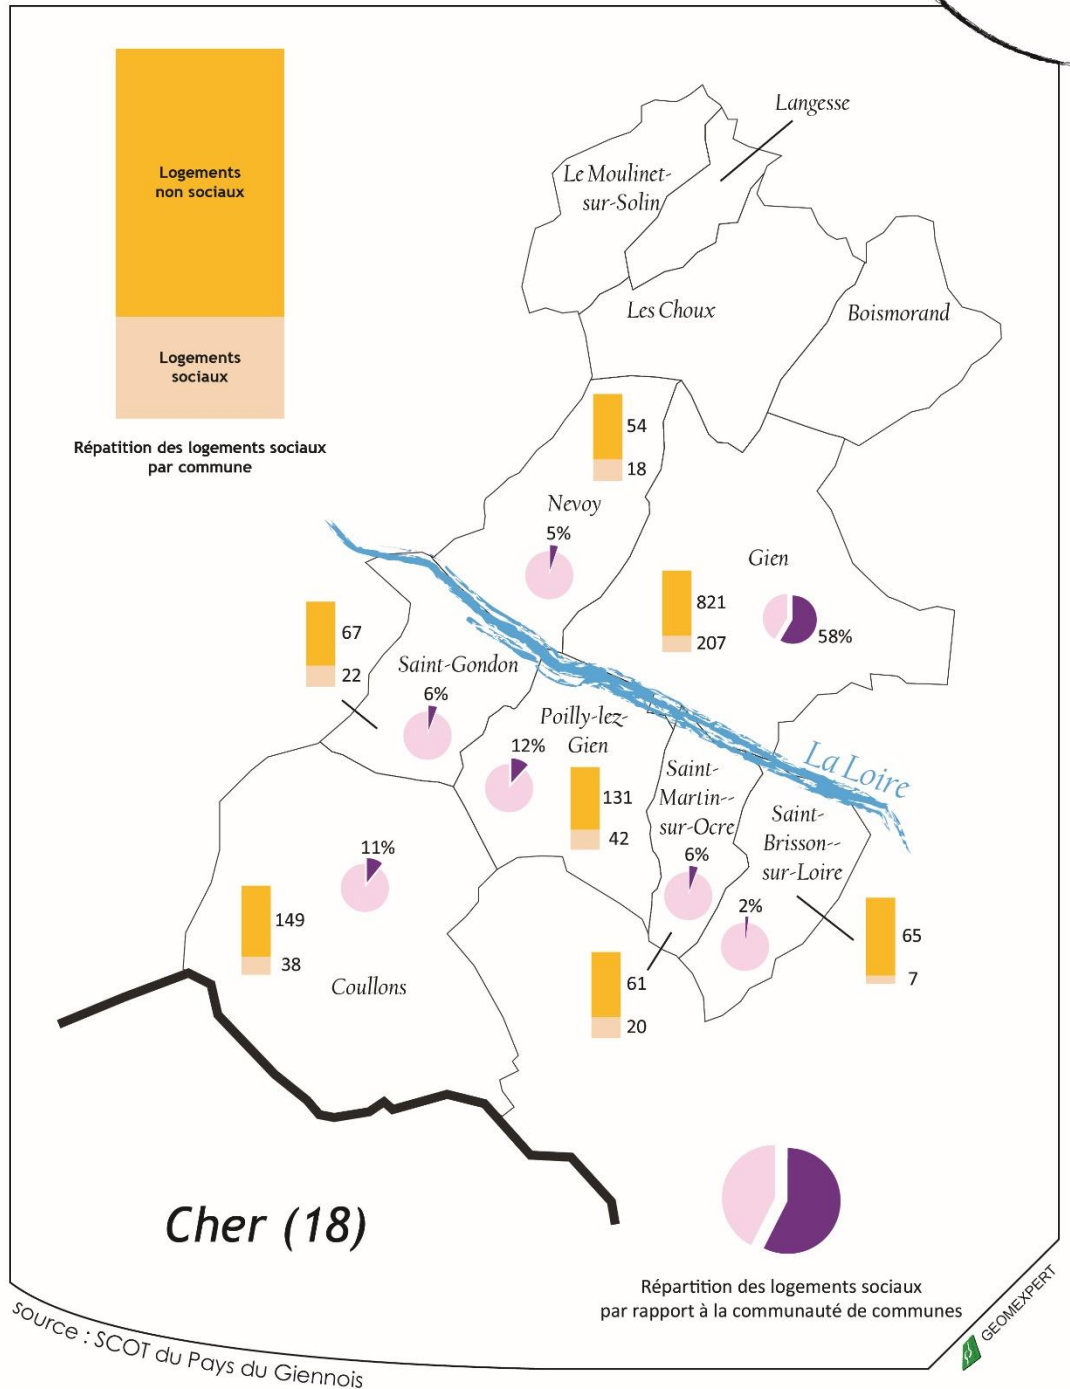 Logements
non sociaux
Logements
sociaux
Répatition des logements sociaux
par commune
Langesse
Le Moulinet-
sur-Solin
Les Choux
Boismorand
54
18
Nevoy
5%
Gien
821
207
58%
67
22
Saint-Gondon
6%
Poilly-lez-
Gien
12%
131
42
Saint-
Martin--
sur-Ocre
6%
La Loire
Saint-
Brisson--
sur-Loire
2%
65
7
11%
149
38
Coullons
61
20
Cher (18)
Répartition des logements sociaux
par rapport à la communauté de communes
source : SCOT du Pays du Giennois
GEOMEXPERT